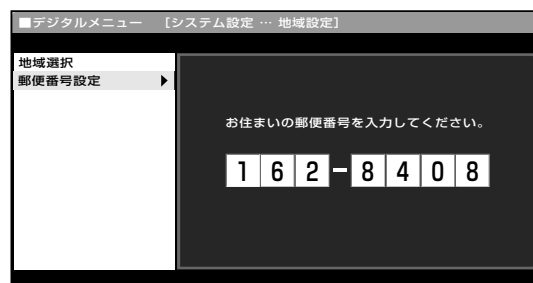 ■デジタルメニュー [システム設定 … 地域設定]
地域選択
郵便番号設定 ▶
お住まいの郵便番号を入力してください。
162-8408